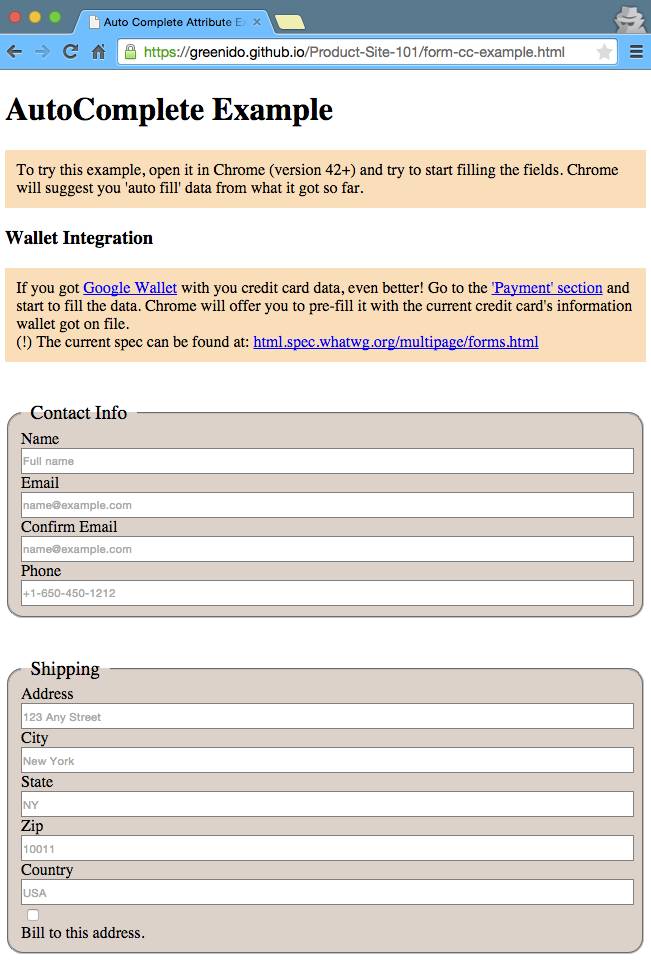 Auto Complete Attribute Ex
https://greenido.github.io/Product-Site-101/form-cc-example.html
AutoComplete Example
To try this example, open it in Chrome (version 42+) and try to start filling the fields. Chrome
will suggest you 'auto fill' data from what it got so far.
Wallet Integration
If you got Google Wallet with you credit card data, even better! Go to the 'Payment' section and
start to fill the data. Chrome will offer you to pre-fill it with the current credit card's information
wallet got on file.
(!) The current spec can be found at: html.spec.whatwg.org/multipage/forms.html
Contact Info
Name
Full name
Email
name@example.com
Confirm Email
name@example.com
Phone
+1-650-450-1212
Shipping
Address
123 Any Street
City
New York
State
NY
Zip
10011
Country
USA
Bill to this address.